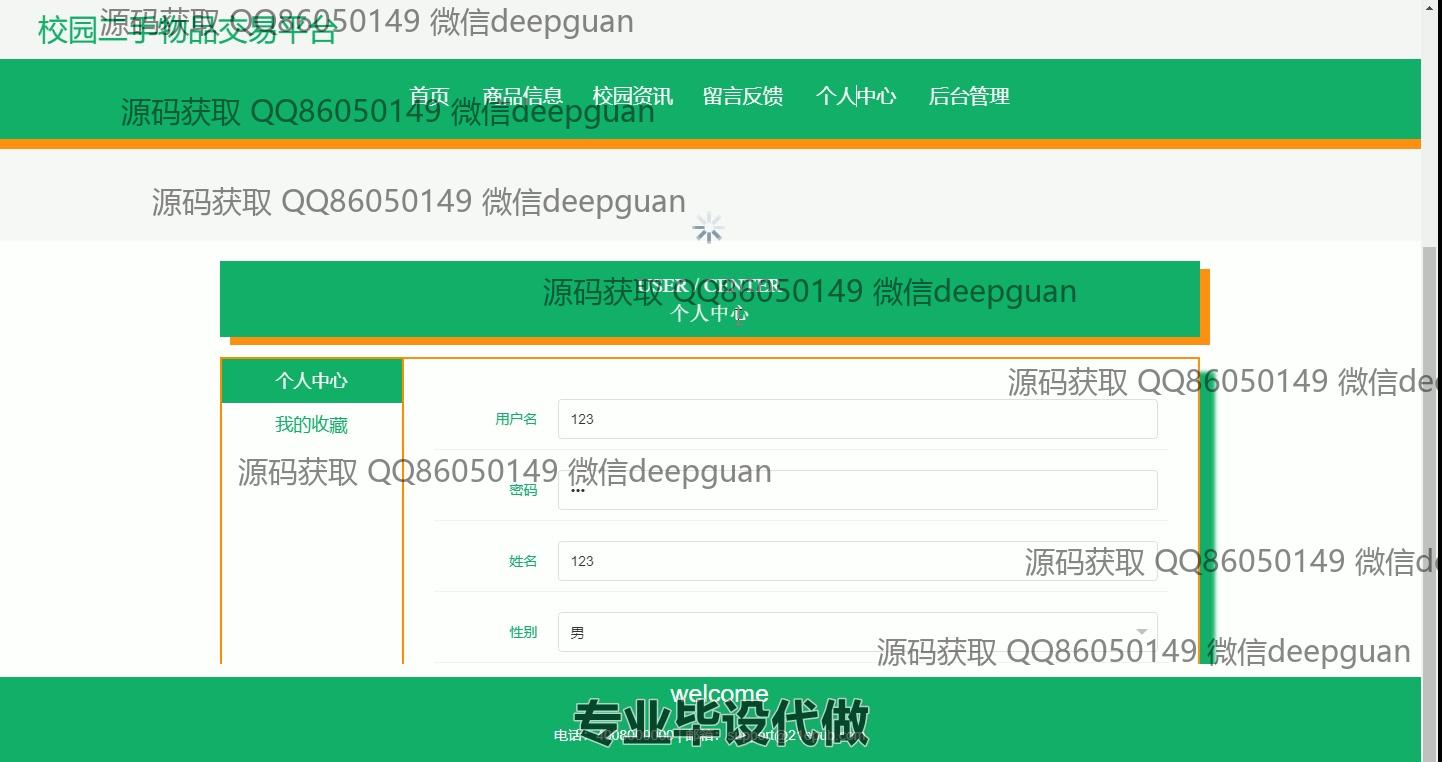 校园二手物品交易平台
源码获取 QQ86050149 微信deepguan
首页 商品信息 校园资讯 留言反馈 个人中心 后台管理
源码获取 QQ86050149 微信deepguan
源码获取 QQ86050149 微信deepguan
USER / CENTER
源码获取 QQ86050149 微信deepguan
个人中心
个人中心
源码获取 QQ86050149 微信de
我的收藏
用户名 123
源码获取 QQ86050149 微信deepguan
密码 •••
姓名 123
源码获取 QQ86050149 微信d
性别 男
源码获取 QQ86050149 微信deepguan
welcome
专业毕设代做
电话: 邮箱: